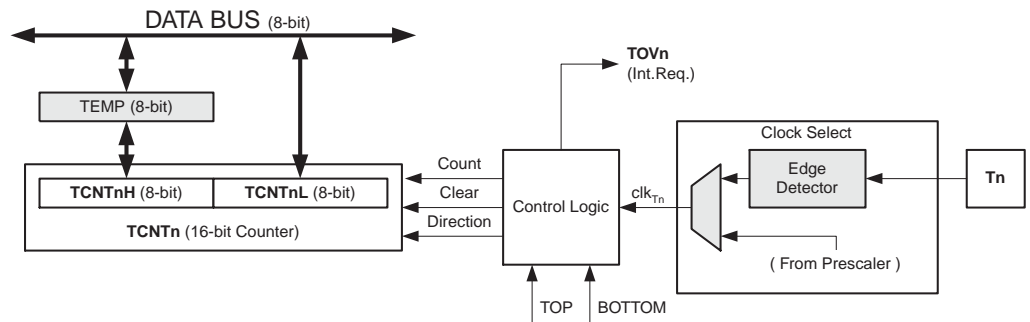 DATA BUS (8-bit)
TEMP (8-bit)
TCNTnH (8-bit)
TCNTnL (8-bit)
TCNTn (16-bit Counter)
Count
Clear
Direction
Control Logic
TOVn
(Int.Req.)
TOP
BOTTOM
clkTn
Clock Select
Edge
Detector
( From Prescaler )
Tn